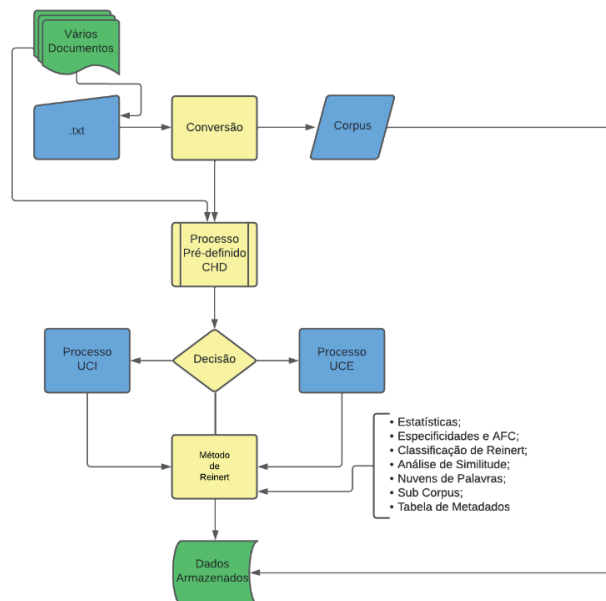 Vários
Documentos
.txt
Conversão
Corpus
Processo
Pré-definido
CHD
Processo
UCI
Decisão
Processo
UCE
Método
de
Reinert
• Estatísticas;
• Especificidades e AFC;
• Classificação de Reinert;
• Análise de Similitude;
• Nuvens de Palavras;
• Sub Corpus;
• Tabela de Metadados
Dados
Armazenados